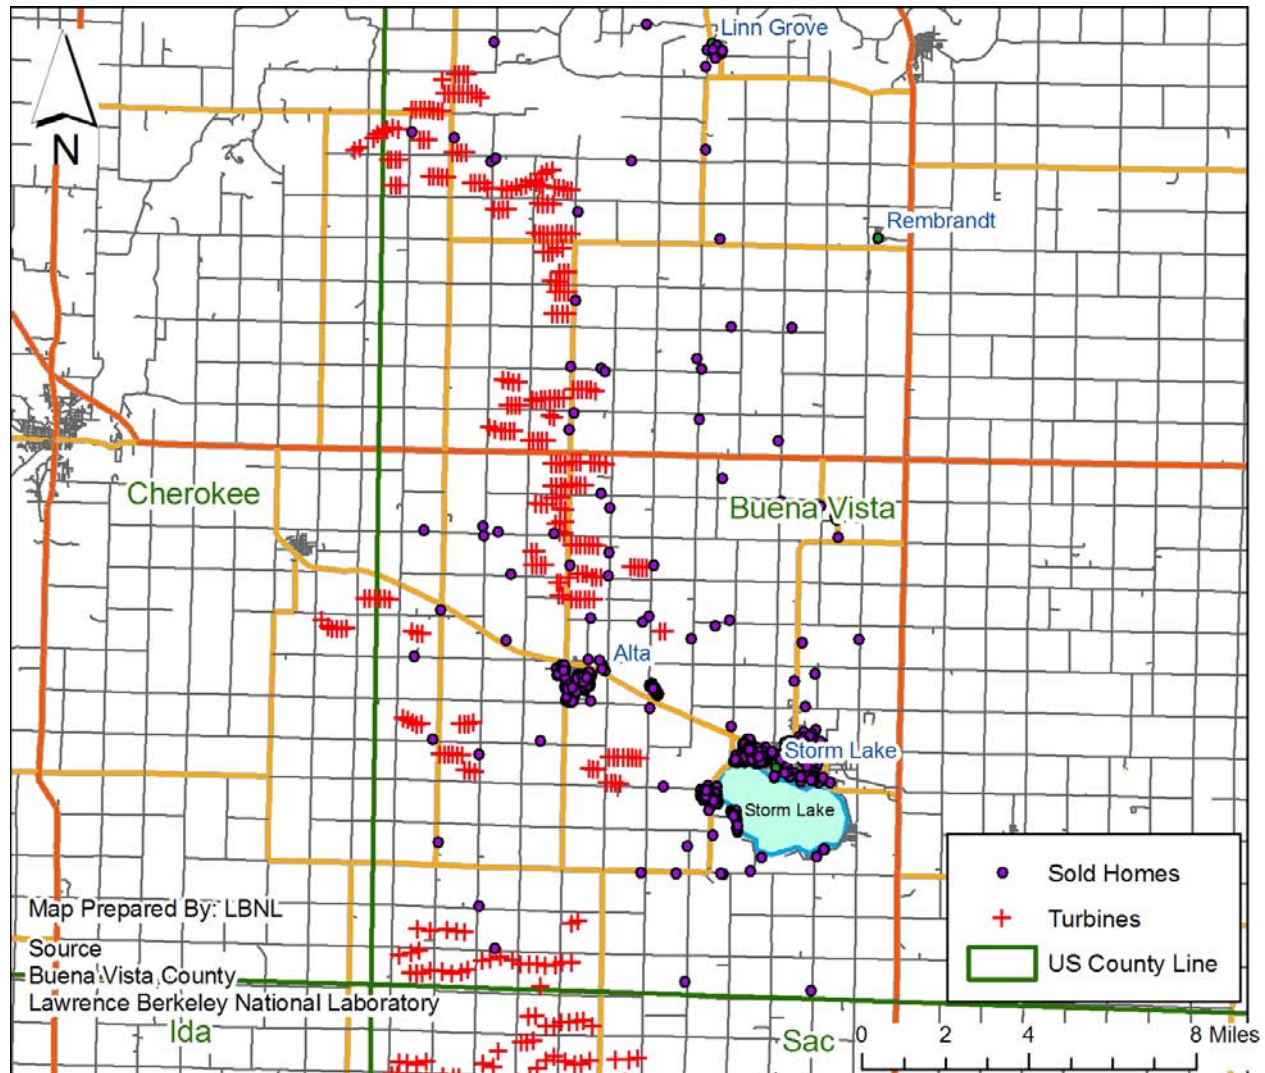 Linn Grove
N
Rembrandt
Cherokee
Buena Vista
Alta
Storm Lake
Storm Lake
Sold Homes
Turbines
US County Line
Map Prepared By: LBNL
Source
Buena Vista County
Lawrence Berkeley National Laboratory
Ida
Sac
0 2 4 8 Miles